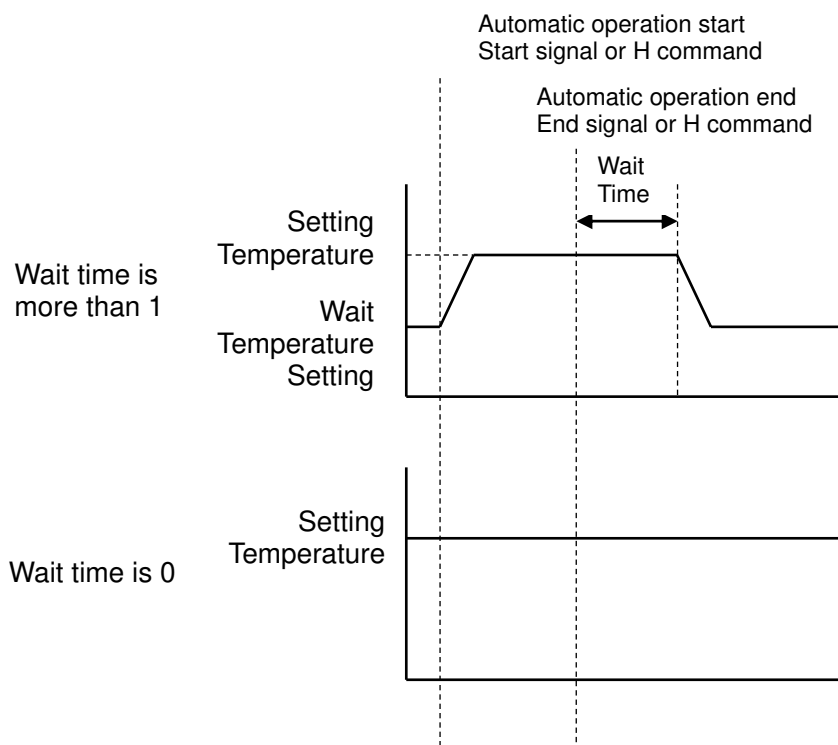 Automatic operation start
Start signal or H command
Automatic operation end
End signal or H command
Wait
Time
Setting
Temperature
Wait time is
more than 1
Wait
Temperature
Setting
Setting
Temperature
Wait time is 0